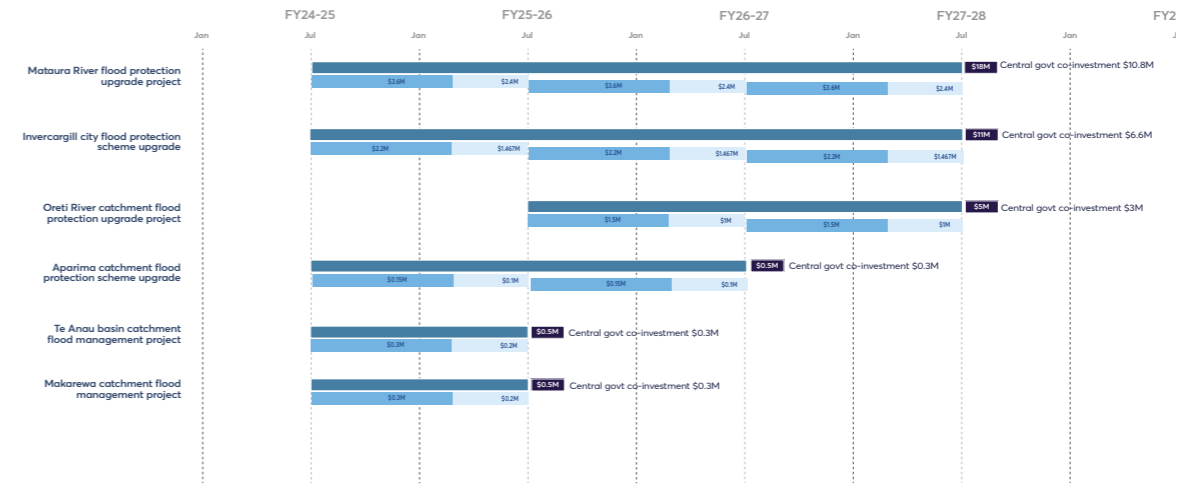 FY24-25 FY25-26 FY26-27 FY27-28 FY2
Jan Jul Jan Jul Jan Jul Jan Jul Jan
Mataura River flood protection
upgrade project
$18M Central govt co-investment $10.8M
$3.6M $2.4M $3.6M $2.4M $3.6M $2.4M
Invercargill city flood protection
scheme upgrade
$11M Central govt co-investment $6.6M
$2.2M $1.467M $2.2M $1.467M $2.2M $1.467M
Oreti River catchment flood
protection upgrade project
$5M Central govt co-investment $3M
$1.5M $1M $1.5M $1M
Aparima catchment flood
protection scheme upgrade
$0.5M Central govt co-investment $0.3M
$0.15M $0.1M $0.15M $0.1M
Te Anau basin catchment
flood management project
$0.5M Central govt co-investment $0.3M
$0.3M $0.2M
Makarewa catchment flood
management project
$0.5M Central govt co-investment $0.3M
$0.3M $0.2M